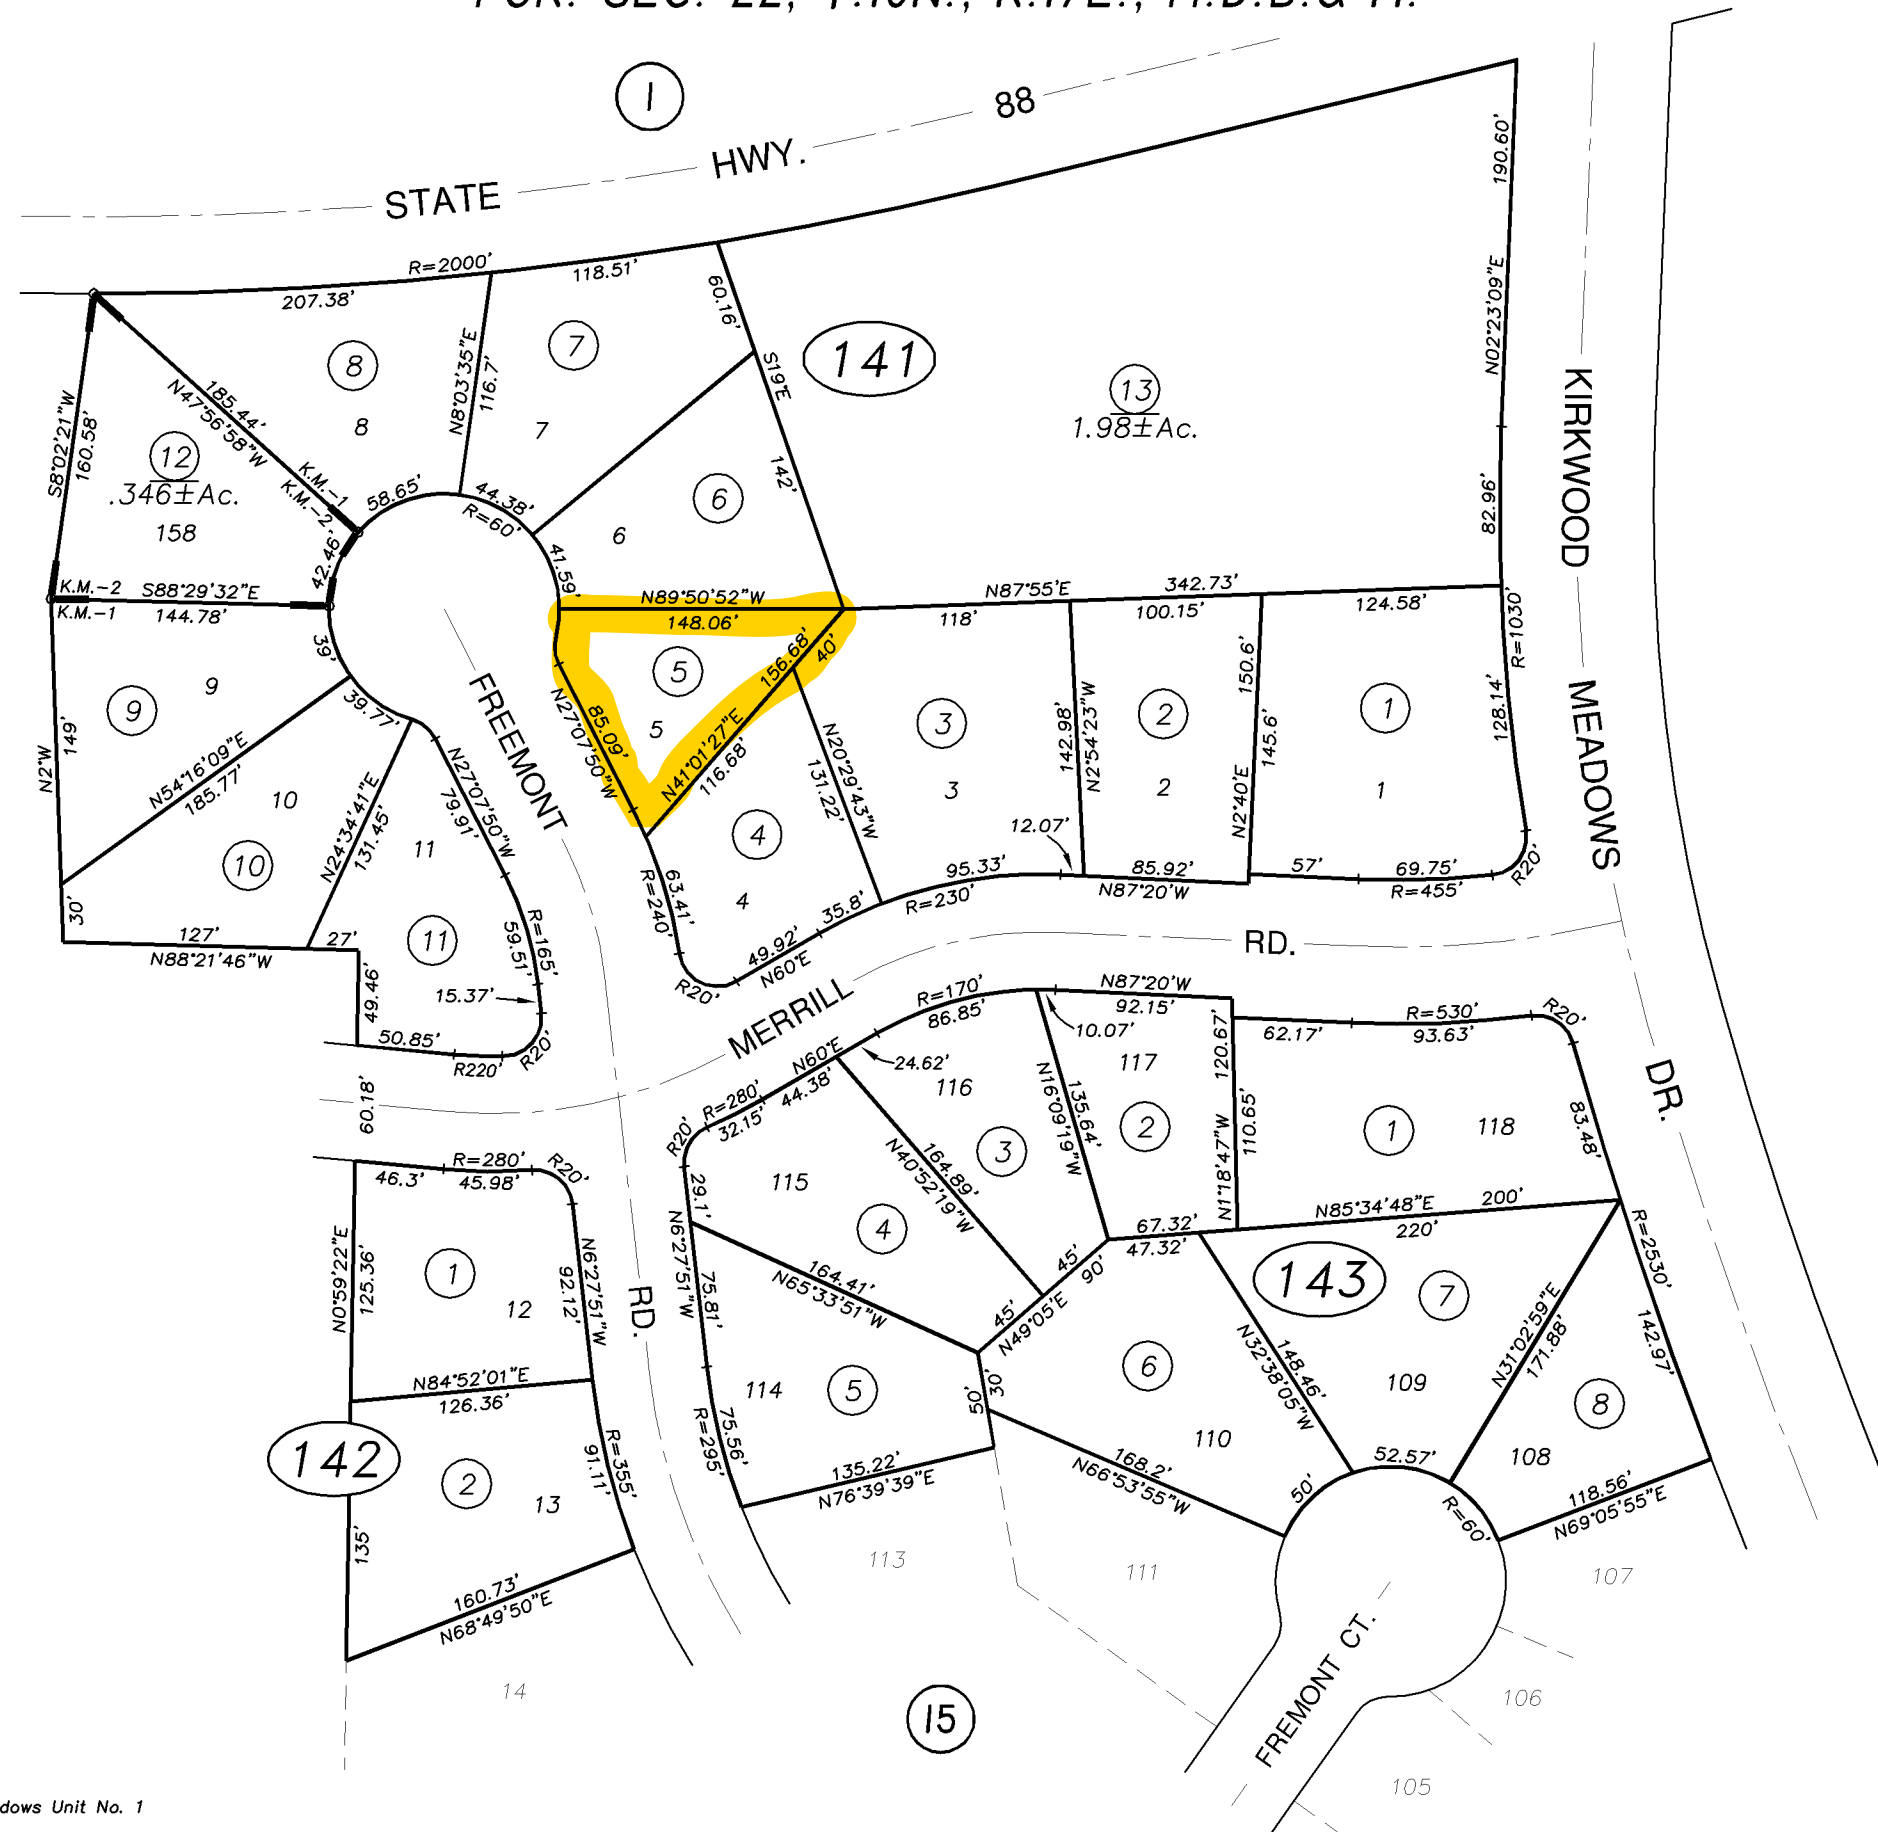 1
STATE HWY. 88
R=2000'
207.38'
118.51'
60.16'
S19°E
142'
141
13
1.98±Ac.
190.60'
N02°23'09"E
82.96'
KIRKWOOD MEADOWS DR.
S8°02'21"W
160.58'
185.44'
N47°56'58"W
K.M.-1
K.M.-2
12
.346±Ac.
158
8
8
N8°03'35"E
116.7'
7
7
58.65'
44.38'
R=60'
42.46'
41.59'
6
6
K.M.-2
S88°29'32"E
K.M.-1
144.78'
N89°50'52"W
148.06'
N87°55'E
342.73'
118'
100.15'
124.58'
R=1030'
128.14'
39'
39.77'
9
9
N2°W
149'
N54°16'09"E
185.77'
10
10
30'
N24°34'41"E
131.45'
11
11
N27°07'50"W
79.91'
FREEMONT RD.
5
5
N27°07'50"W
85.09'
156.68'
40'
N41°01'27"E
116.68'
N20°29'43"W
131.22'
4
4
3
3
142.98'
N2°54'23"W
2
2
150.6'
145.6'
N2°40'E
1
1
12.07'
95.33'
R=230'
85.92'
N87°20'W
57'
69.75'
R=455'
R20'
63.41'
R=240'
R20'
49.92'
N60°E
35.8'
127'
N88°21'46"W
27'
49.46'
50.85'
R220'
R20'
15.37'
R=165'
59.51'
MERRILL RD.
60.18'
N60°E
24.62'
R=170'
86.85'
10.07'
N87°20'W
92.15'
R=530'
62.17'
93.63'
R20'
R=280'
32.15'
44.38'
R20'
29.1'
116
3
117
2
120.67'
110.65'
N1°18'47"W
1
118
83.48'
N16°09'19"W
135.64'
115
4
164.89'
N40°52'19"W
46.3'
R=280'
45.98'
R20'
N0°59'22"E
125.36'
1
12
N6°27'51"W
92.12'
N84°52'01"E
126.36'
142
2
13
R=355'
91.11'
135'
160.73'
N68°49'50"E
14
N6°27'51"W
75.81'
164.41'
N65°33'51"W
45'
45'
90'
N49°05'E
67.32'
47.32'
N85°34'48"E
200'
220'
143
7
109
N32°38'05"W
148.46'
N31°02'59"E
171.88'
R=2530'
142.97'
8
108
6
110
50'
30'
114
5
75.56'
R=295'
135.22'
N76°39'39"E
168.2'
N66°53'55"W
50'
52.57'
R=60'
118.56'
N69°05'55"E
113
111
107
106
105
FREMONT CT.
15
dows Unit No. 1